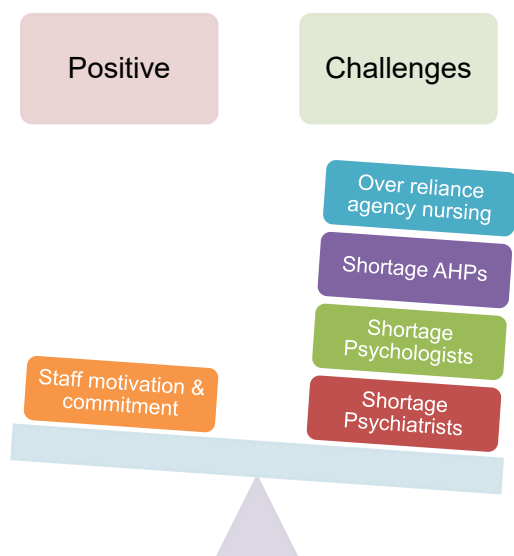 Positive
Challenges
Over reliance
agency nursing
Shortage AHPs
Shortage
Psychologists
Staff motivation &
commitment
Shortage
Psychiatrists